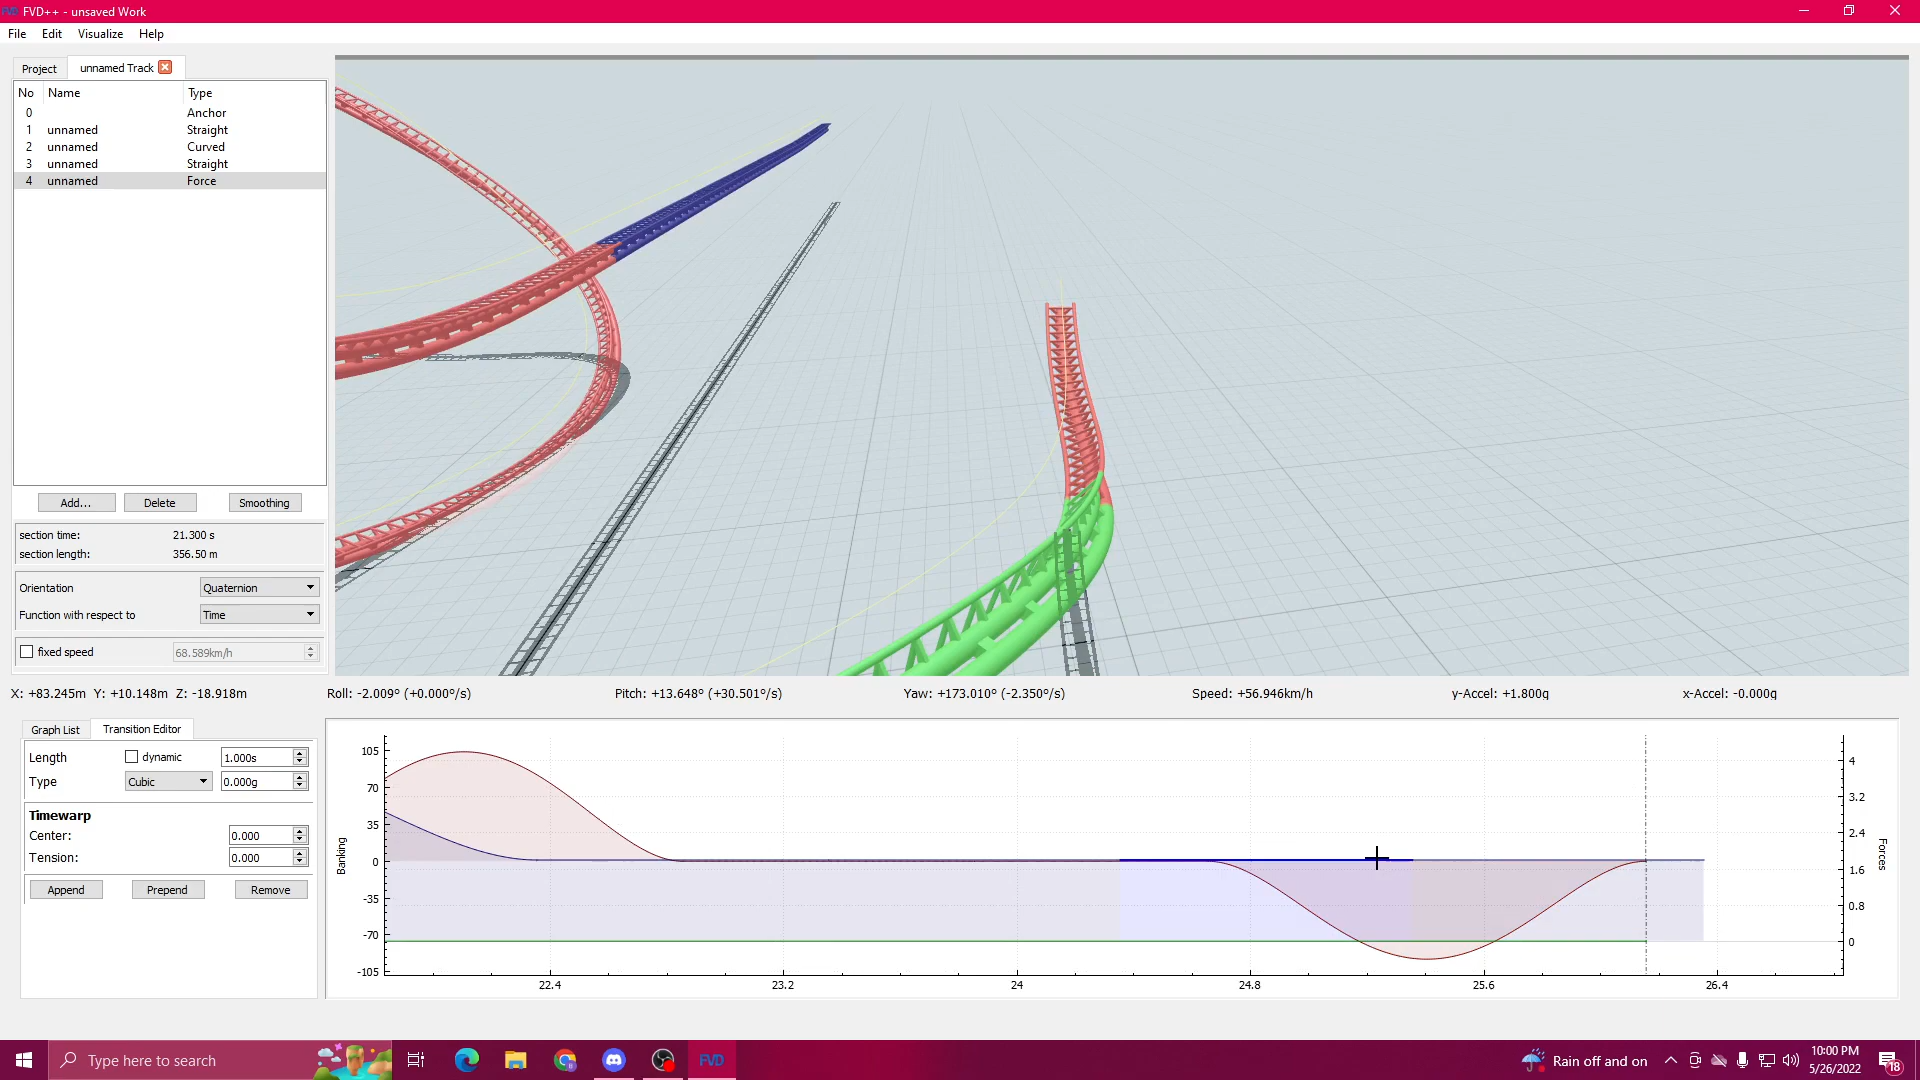 FVD FVD++ - unsaved Work
File Edit Visualize Help
Project unnamed Track
No Name Type
0 Anchor
1 unnamed Straight
2 unnamed Curved
3 unnamed Straight
4 unnamed Force
Add... Delete Smoothing
section time: 21.300 s
section length: 356.50 m
Orientation Quaternion
Function with respect to Time
fixed speed 68.589km/h
X: +83.245m Y: +10.148m Z: -18.918m Roll: -2.009° (+0.000°/s) Pitch: +13.648° (+30.501°/s) Yaw: +173.010° (-2.350°/s) Speed: +56.946km/h y-Accel: +1.800g x-Accel: -0.000g
Graph List Transition Editor
Length dynamic 1.000s
Type Cubic 0.000g
Timewarp
Center: 0.000
Tension: 0.000
Append Prepend Remove
Banking
105
70
35
0
-35
-70
-105
22.4 23.2 24 24.8 25.6 26.4
4
3.2
2.4
1.6
0.8
0
Forces
Type here to search
FVD
Rain off and on
10:00 PM
5/26/2022
18